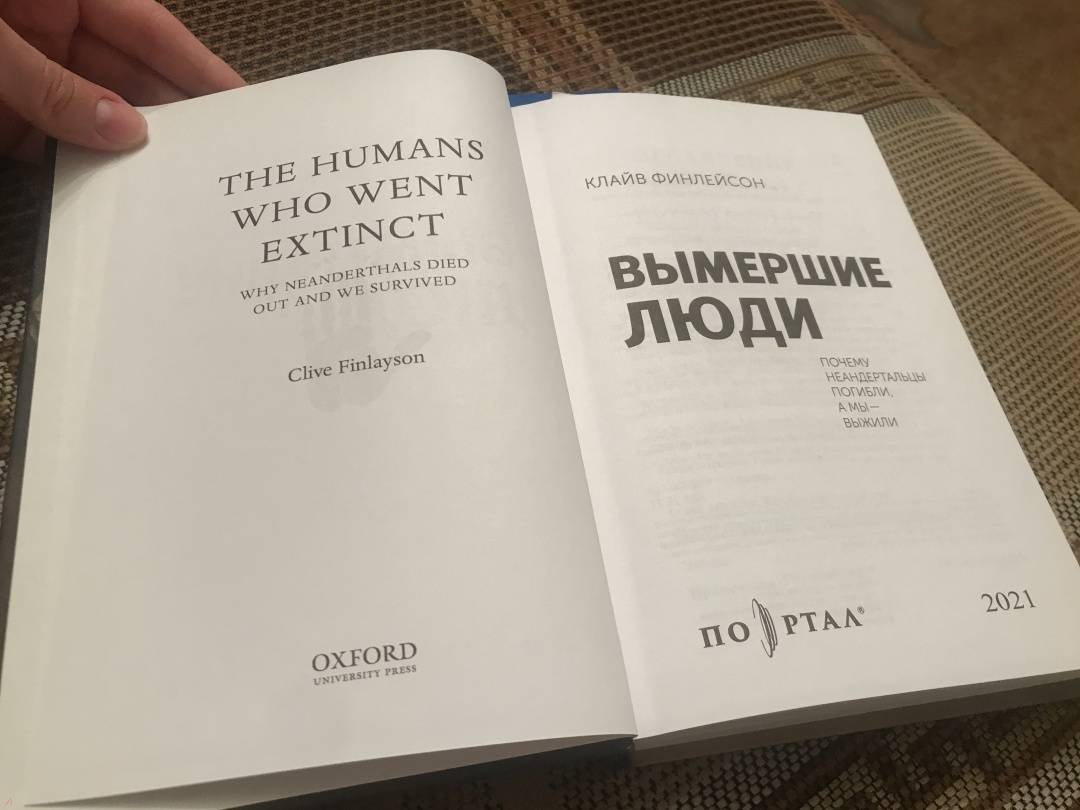 THE HUMANS
WHO WENT
EXTINCT
WHY NEANDERTHALS DIED
OUT AND WE SURVIVED
Clive Finlayson
OXFORD
UNIVERSITY PRESS
КЛАЙВ ФИНЛЕЙСОН
ВЫМЕРШИЕ
ЛЮДИ
ПОЧЕМУ
НЕАНДЕРТАЛЬЦЫ
ПОГИБЛИ,
А МЫ —
ВЫЖИЛИ
ПОРТАЛ®
2021